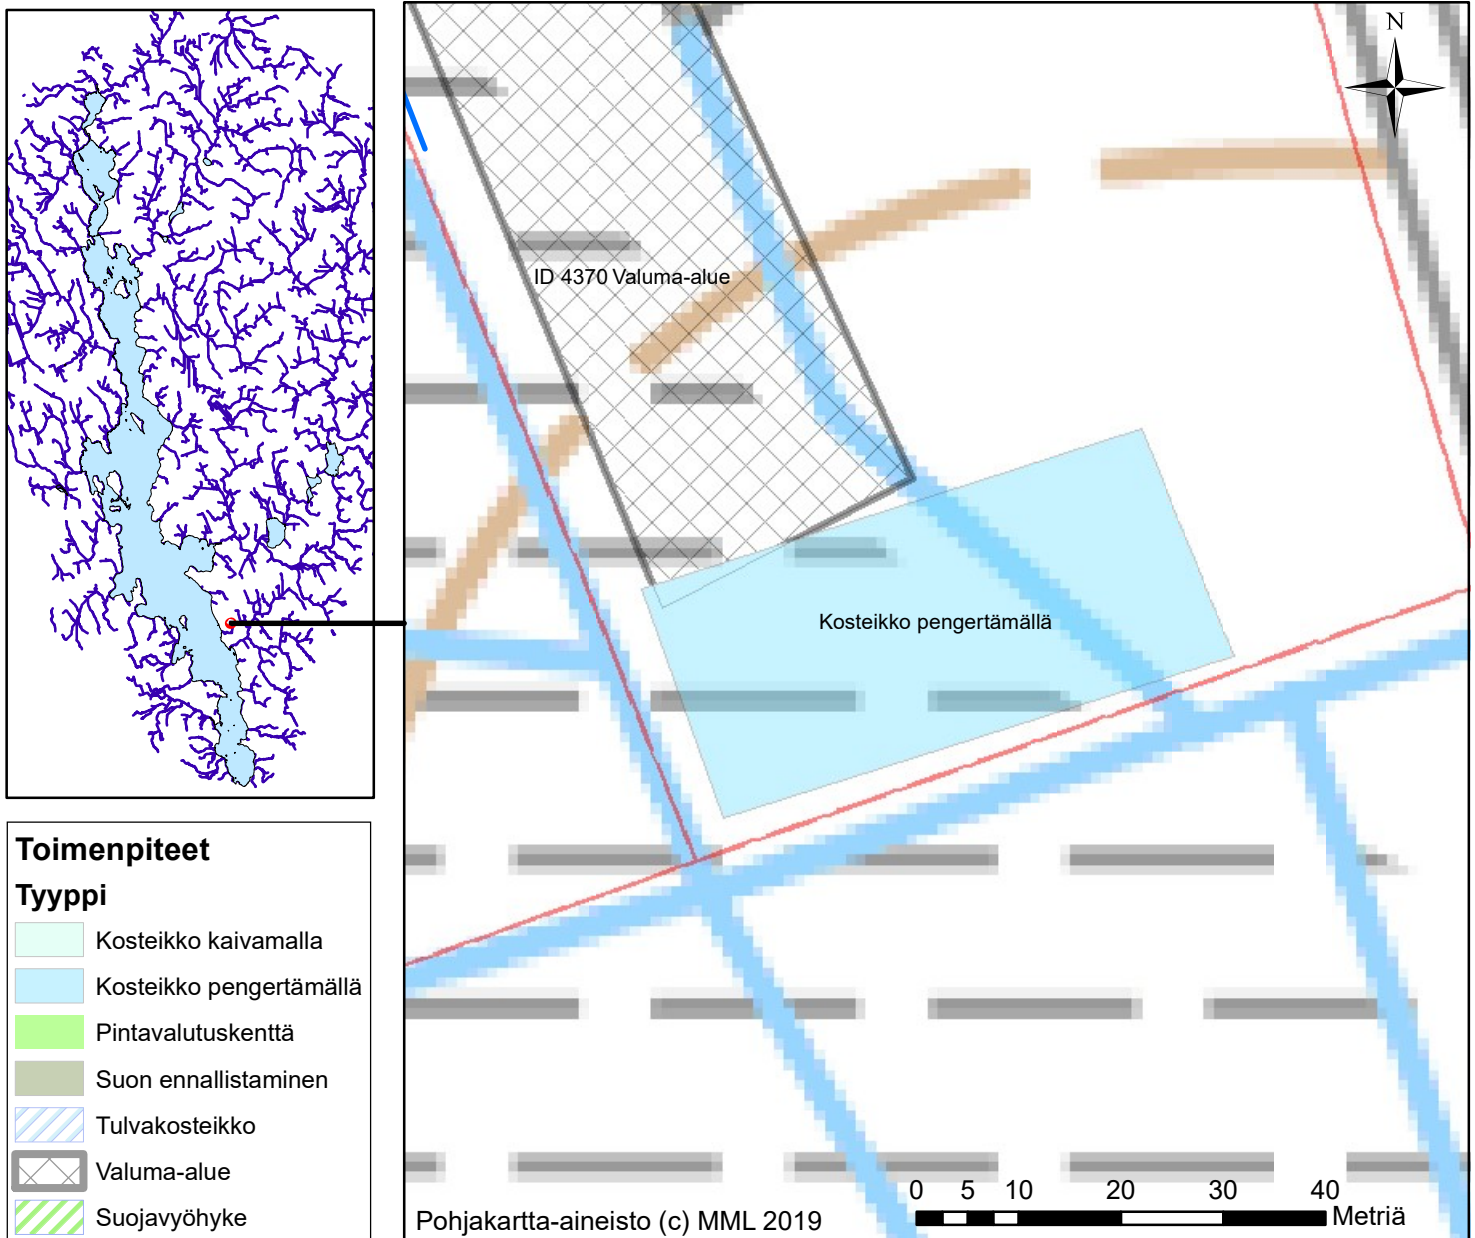 N
ID 4370 Valuma-alue
Kosteikko pengertämällä
Toimenpiteet
Tyyppi
Kosteikko kaivamalla
Kosteikko pengertämällä
Pintavalutuskenttä
Suon ennallistaminen
Tulvakosteikko
Valuma-alue
Suojavyöhyke
0 5 10 20 30 40
Metriä
Pohjakartta-aineisto (c) MML 2019